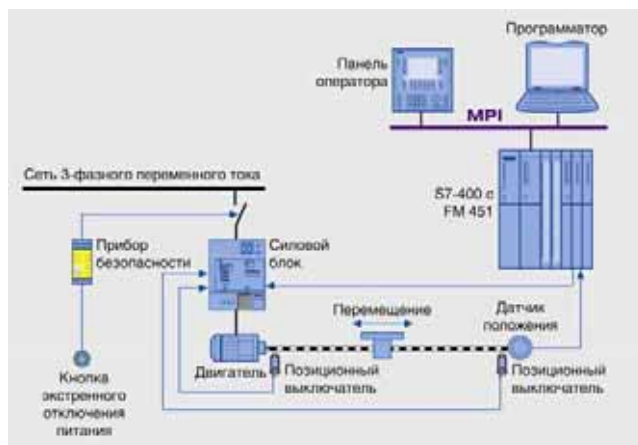 Программатор
Панель
оператора
MPI
Сеть 3-фазного переменного тока
S7-400 с
FM 451
Прибор
безопасности
Силовой
блок
Перемещение
Датчик
положения
Двигатель
Позиционный
выключатель
Позиционный
выключатель
Кнопка
экстренного
отключения
питания